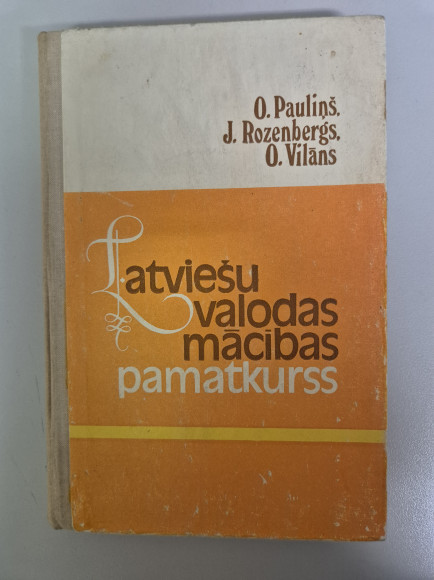 O. Pauliņš,
J. Rozenbergs,
O. Vilāns
Latviešu
valodas
mācības
pamatkurss